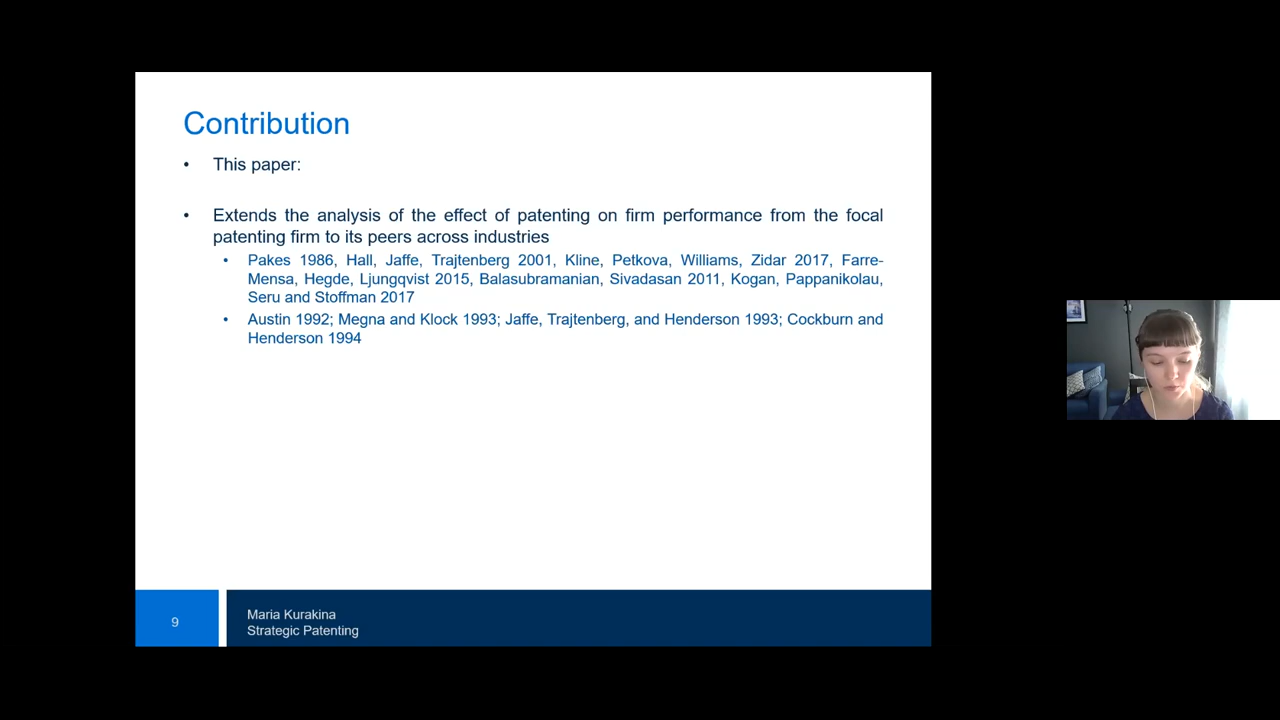 Contribution
• This paper:
• Extends the analysis of the effect of patenting on firm performance from the focal
patenting firm to its peers across industries
• Pakes 1986, Hall, Jaffe, Trajtenberg 2001, Kline, Petkova, Williams, Zidar 2017, Farre-
Mensa, Hegde, Ljungqvist 2015, Balasubramanian, Sivadasan 2011, Kogan, Pappanikolau,
Seru and Stoffman 2017
• Austin 1992; Megna and Klock 1993; Jaffe, Trajtenberg, and Henderson 1993; Cockburn and
Henderson 1994
9
Maria Kurakina
Strategic Patenting